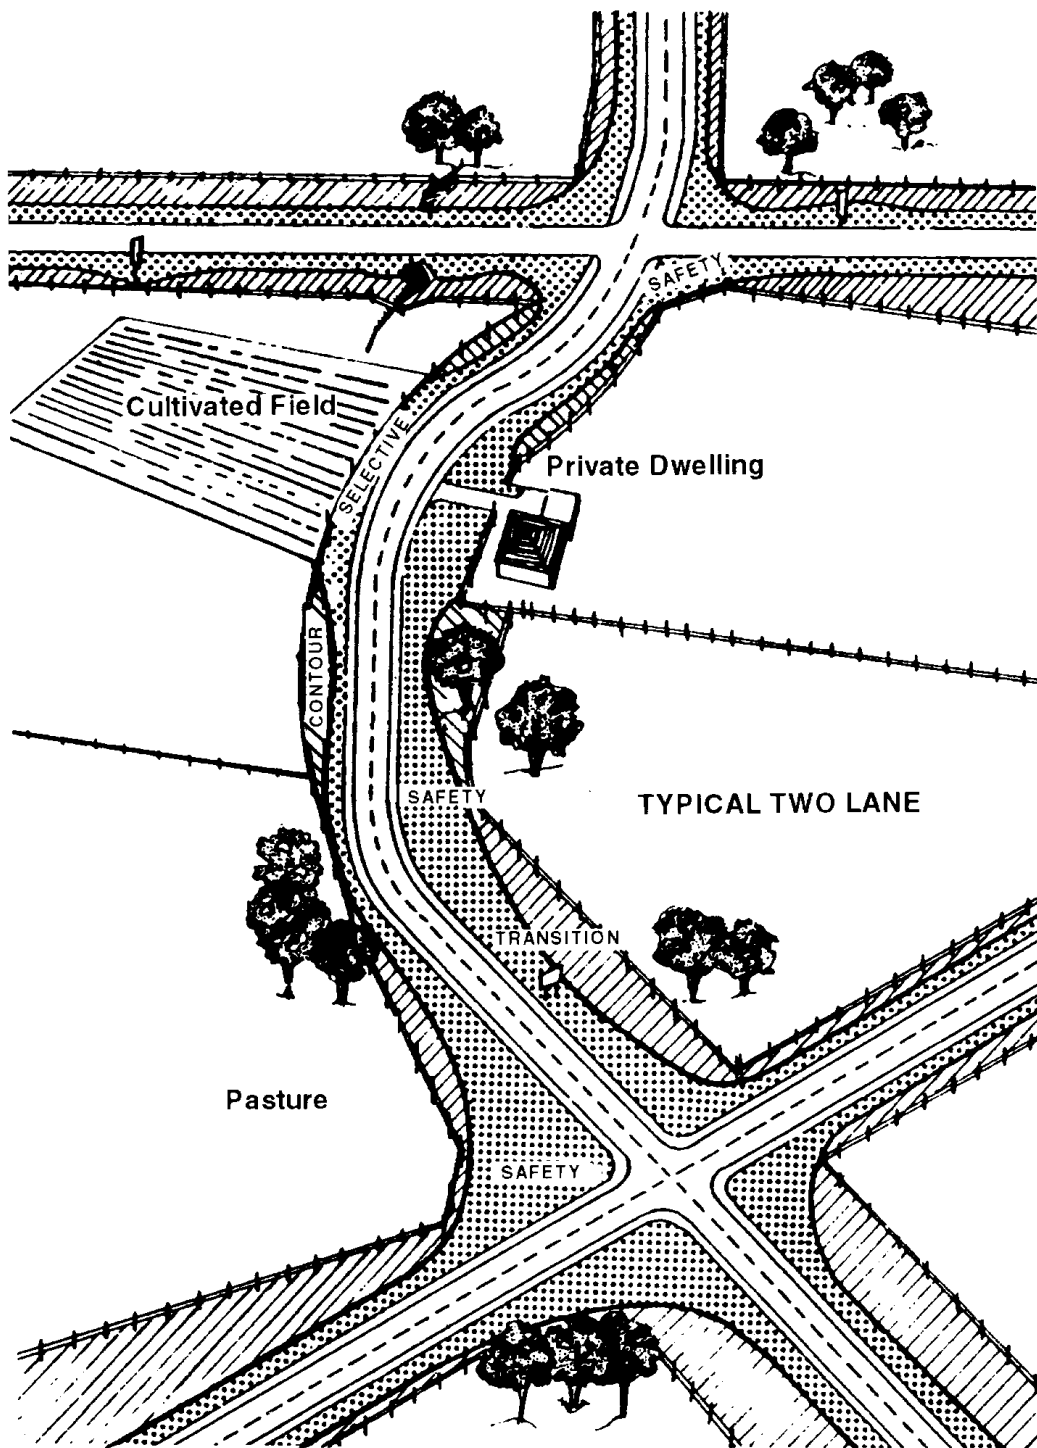 SAFETY
Cultivated Field
SELECTIVE
Private Dwelling
CONTOUR
SAFETY
TYPICAL TWO LANE
TRANSITION
Pasture
SAFETY